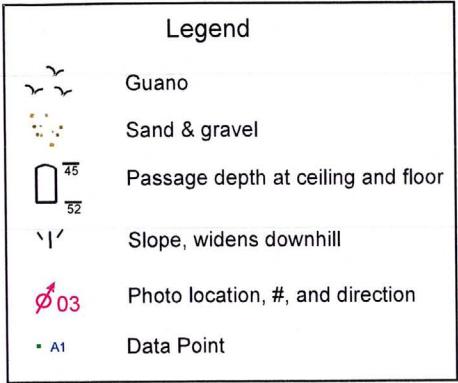 Legend
Guano
Sand & gravel
45
Passage depth at ceiling and floor
52
Slope, widens downhill
03 Photo location, #, and direction
A1 Data Point